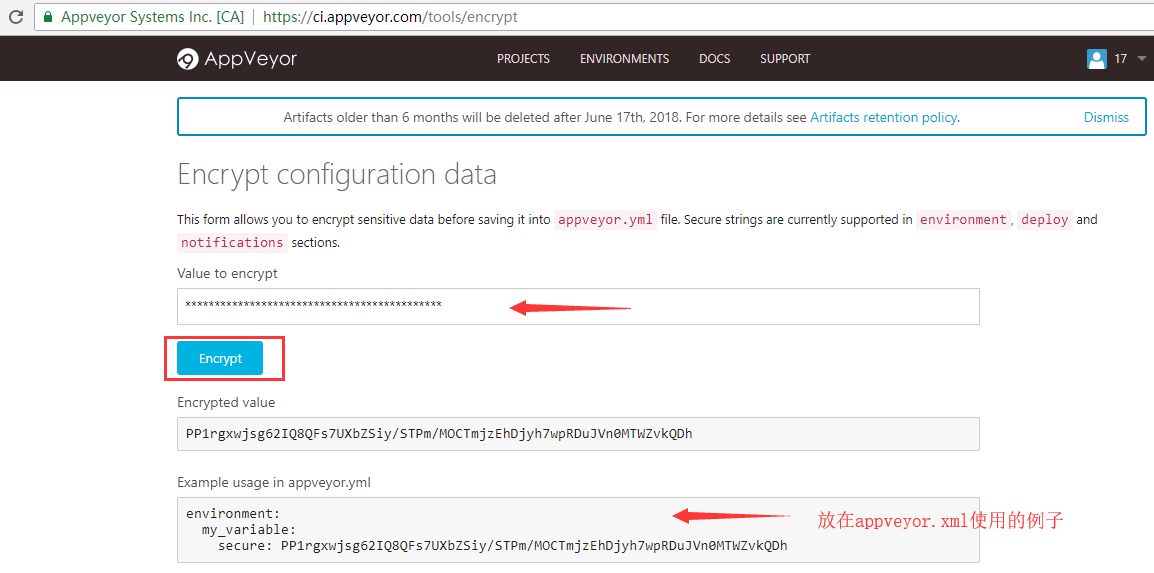 Appveyor Systems Inc. [CA] | https://ci.appveyor.com/tools/encrypt
AppVeyor PROJECTS ENVIRONMENTS DOCS SUPPORT 17
Artifacts older than 6 months will be deleted after June 17th, 2018. For more details see Artifacts retention policy. Dismiss
Encrypt configuration data
This form allows you to encrypt sensitive data before saving it into appveyor.yml file. Secure strings are currently supported in environment, deploy and
notifications sections.
Value to encrypt
********************************************
Encrypt
Encrypted value
PP1rgxwjsg62IQ8QFs7UXbZSiy/STPm/MOCTmjzEhDjyh7wpRDuJVn0MTWZvkQDh
Example usage in appveyor.yml
environment:
my_variable:
secure: PP1rgxwjsg62IQ8QFs7UXbZSiy/STPm/MOCTmjzEhDjyh7wpRDuJVn0MTWZvkQDh
放在appveyor.xml使用的例子